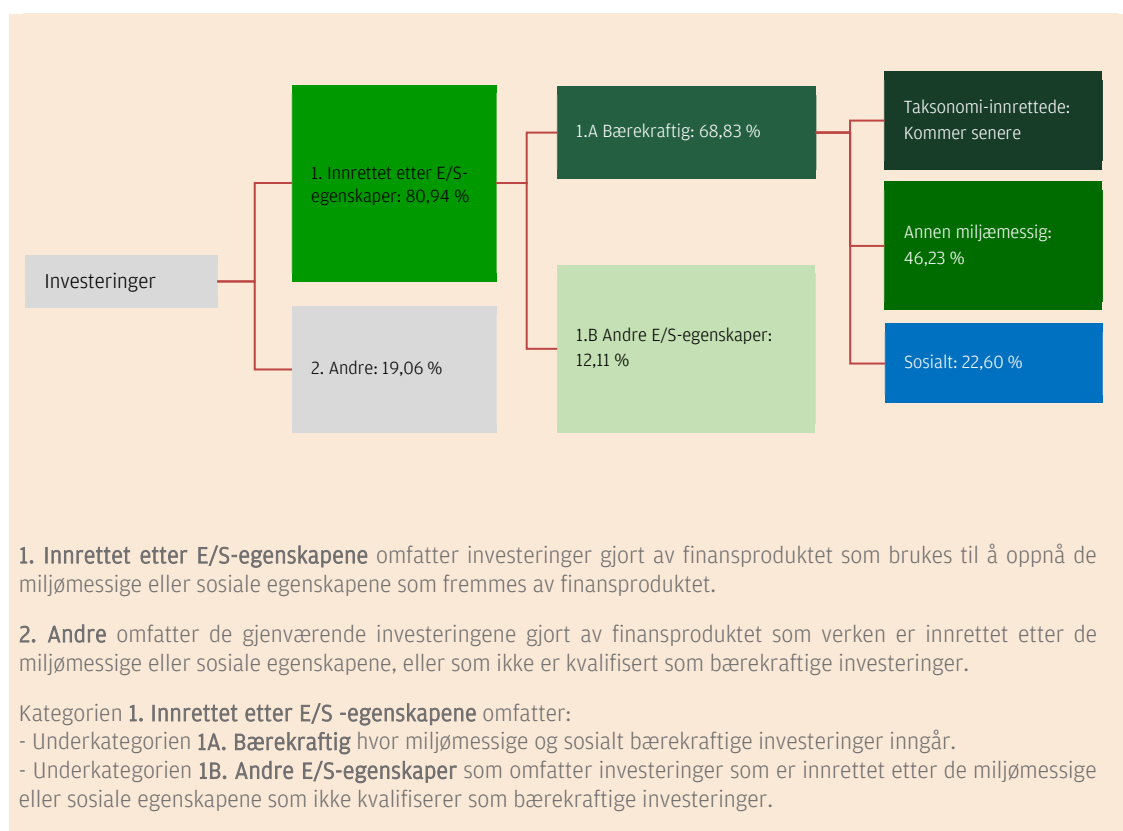 Investeringer
1. Innrettet etter E/S-
egenskaper: 80,94 %
2. Andre: 19,06 %
1.A Bærekraftig: 68,83 %
1.B Andre E/S-egenskaper:
12,11 %
Taksonomi-innrettede:
Kommer senere
Annen miljæmessig:
46,23 %
Sosialt: 22,60 %
1. Innrettet etter E/S-egenskapene omfatter investeringer gjort av finansproduktet som brukes til å oppnå de
miljømessige eller sosiale egenskapene som fremmes av finansproduktet.
2. Andre omfatter de gjenværende investeringene gjort av finansproduktet som verken er innrettet etter de
miljømessige eller sosiale egenskapene, eller som ikke er kvalifisert som bærekraftige investeringer.
Kategorien 1. Innrettet etter E/S -egenskapene omfatter:
- Underkategorien 1A. Bærekraftig hvor miljømessige og sosialt bærekraftige investeringer inngår.
- Underkategorien 1B. Andre E/S-egenskaper som omfatter investeringer som er innrettet etter de miljømessige
eller sosiale egenskapene som ikke kvalifiserer som bærekraftige investeringer.